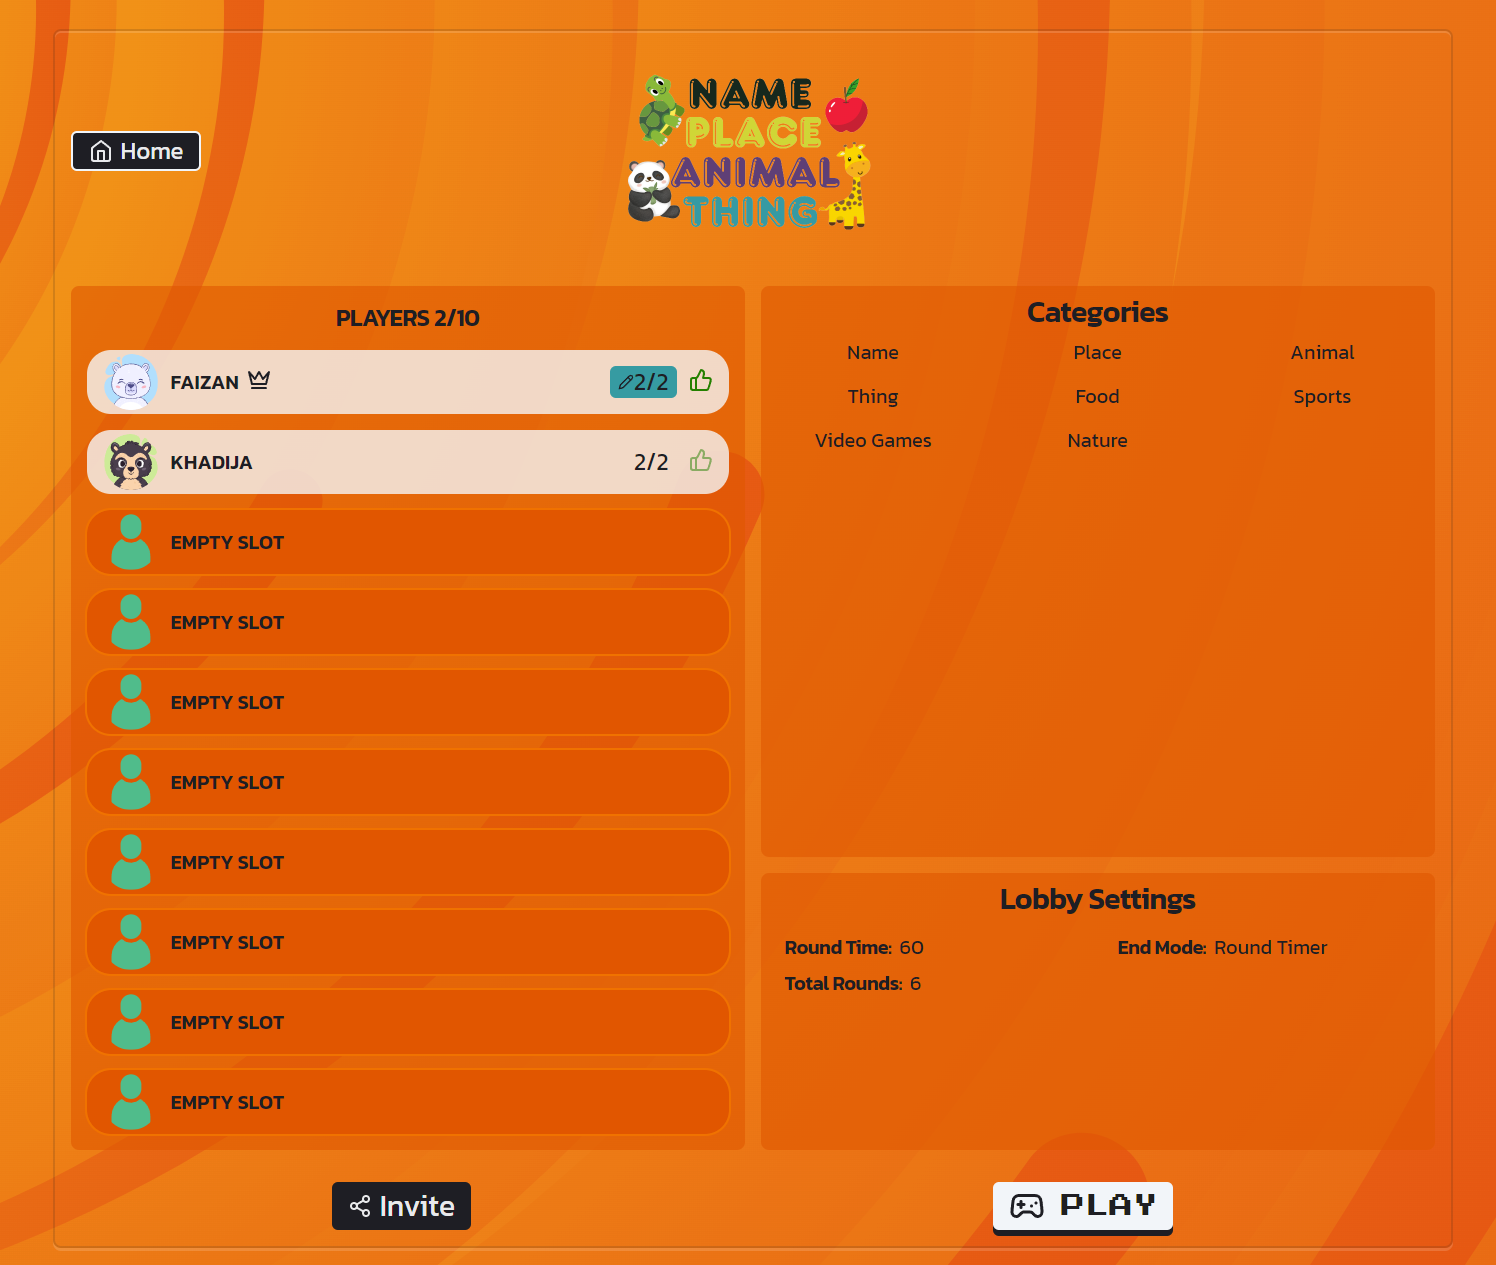 Home
NAME
PLACE
ANIMAL
THING
PLAYERS 2/10
FAIZAN 2/2
KHADIJA 2/2
EMPTY SLOT
EMPTY SLOT
EMPTY SLOT
EMPTY SLOT
EMPTY SLOT
EMPTY SLOT
EMPTY SLOT
EMPTY SLOT
Categories
Name Place Animal
Thing Food Sports
Video Games Nature
Lobby Settings
Round Time: 60 End Mode: Round Timer
Total Rounds: 6
Invite
PLAY